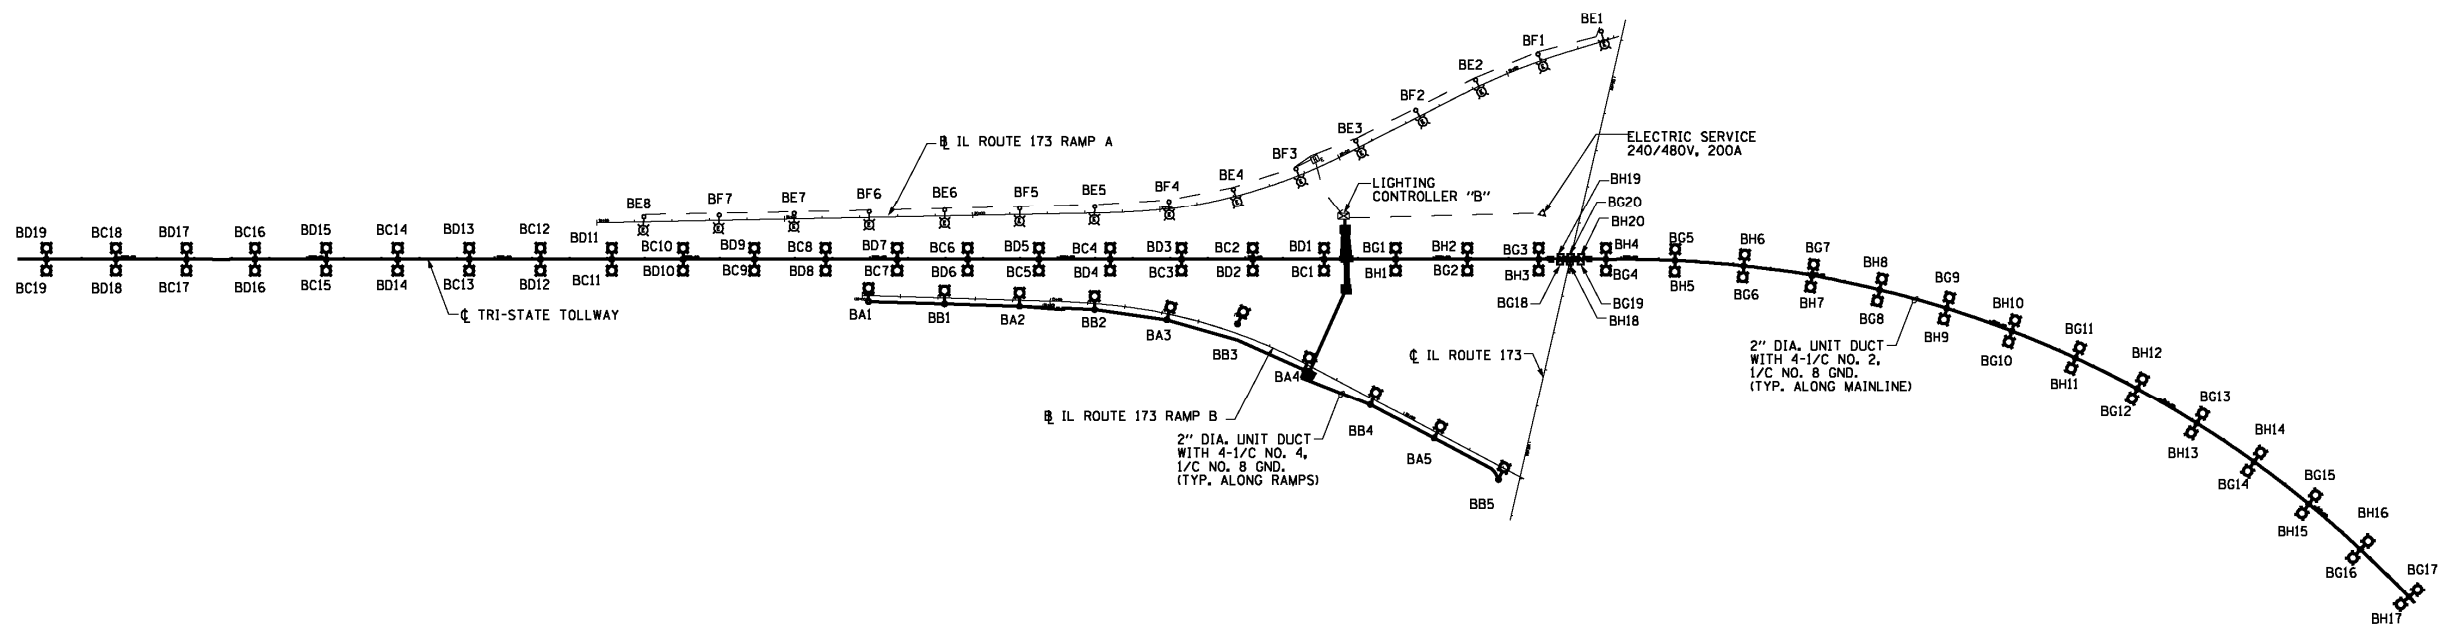 BE1
BF1
BE2
BF2
BE3
BF3
BE4
BF4
BE5
BF5
BE6
BF6
BE7
BF7
BE8
℄ IL ROUTE 173 RAMP A
ELECTRIC SERVICE
240/480V, 200A
LIGHTING
CONTROLLER "B"
BH19
BG20
BH20
BD19
BC18
BD17
BC16
BD15
BC14
BD13
BC12
BD11
BC10
BD9
BC8
BD7
BC6
BD5
BC4
BD3
BC2
BD1
BG1
BH2
BG3
BH4
BG5
BH6
BG7
BH8
BG9
BH10
BG11
BH12
BG13
BH14
BG15
BH16
BG17
BC19
BD18
BC17
BD16
BC15
BD14
BC13
BD12
BC11
BD10
BC9
BD8
BC7
BD6
BC5
BD4
BC3
BD2
BC1
BH1
BG2
BH3
BG4
BH5
BG6
BH7
BG8
BH9
BG10
BH11
BG12
BH13
BG14
BH15
BG16
BH17
BG18
BG19
BH18
℄ TRI-STATE TOLLWAY
BA1
BB1
BA2
BB2
BA3
BB3
BA4
BB4
BA5
BB5
℄ IL ROUTE 173
℄ IL ROUTE 173 RAMP B
2" DIA. UNIT DUCT
WITH 4-1/C NO. 4,
1/C NO. 8 GND.
(TYP. ALONG RAMPS)
2" DIA. UNIT DUCT
WITH 4-1/C NO. 2,
1/C NO. 8 GND.
(TYP. ALONG MAINLINE)